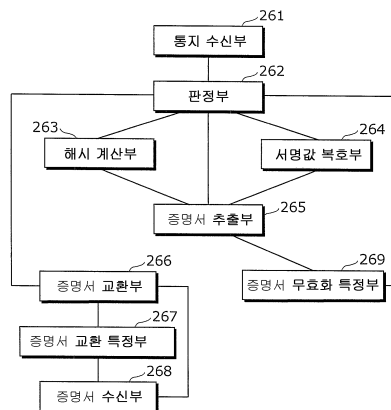 261
통지 수신부
262
판정부
263
해시 계산부
264
서명값 복호부
265
증명서 추출부
266
증명서 교환부
269
증명서 무효화 특정부
267
증명서 교환 특정부
268
증명서 수신부